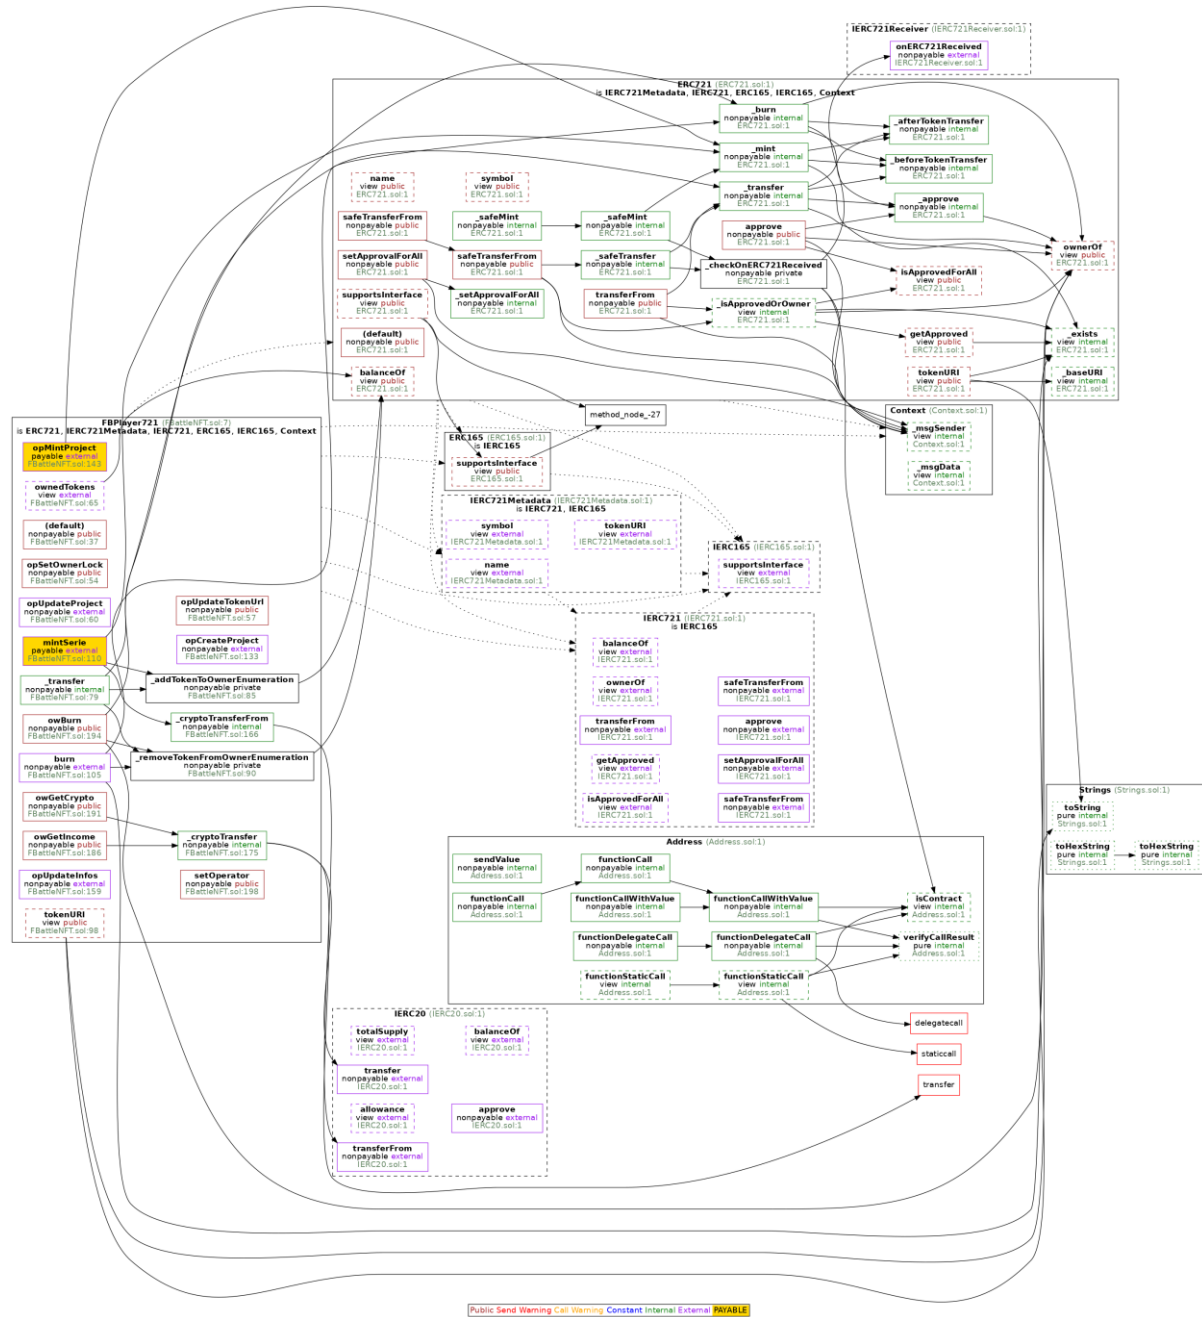 IERC721Receiver (IERC721Receiver.sol:1)
onERC721Received
nonpayable external
IERC721Receiver.sol:1
ERC721 (ERC721.sol:1)
is IERC721Metadata, IERC721, ERC165, IERC165, Context
_burn
nonpayable internal
ERC721.sol:1
_afterTokenTransfer
nonpayable internal
ERC721.sol:1
_mint
nonpayable internal
ERC721.sol:1
_beforeTokenTransfer
nonpayable internal
ERC721.sol:1
name
view public
ERC721.sol:1
symbol
view public
ERC721.sol:1
_transfer
nonpayable internal
ERC721.sol:1
_approve
nonpayable internal
ERC721.sol:1
safeTransferFrom
nonpayable public
ERC721.sol:1
_safeMint
nonpayable internal
ERC721.sol:1
_safeMint
nonpayable internal
ERC721.sol:1
approve
nonpayable public
ERC721.sol:1
ownerOf
view public
ERC721.sol:1
setApprovalForAll
nonpayable public
ERC721.sol:1
safeTransferFrom
nonpayable public
ERC721.sol:1
_safeTransfer
nonpayable internal
ERC721.sol:1
_checkOnERC721Received
nonpayable private
ERC721.sol:1
isApprovedForAll
view public
ERC721.sol:1
supportsInterface
view public
ERC721.sol:1
_setApprovalForAll
nonpayable internal
ERC721.sol:1
transferFrom
nonpayable public
ERC721.sol:1
_isApprovedOrOwner
view internal
ERC721.sol:1
(default)
nonpayable public
ERC721.sol:1
getApproved
view public
ERC721.sol:1
_exists
view internal
ERC721.sol:1
balanceOf
view public
ERC721.sol:1
tokenURI
view public
ERC721.sol:1
_baseURI
view internal
ERC721.sol:1
method_node_-27
Context (Context.sol:1)
_msgSender
view internal
Context.sol:1
_msgData
view internal
Context.sol:1
FBPlayer721 (FBattleNFT.sol:7)
is ERC721, IERC721Metadata, IERC721, ERC165, IERC165, Context
opMintProject
payable external
FBattleNFT.sol:143
ownedTokens
view external
FBattleNFT.sol:65
(default)
nonpayable public
FBattleNFT.sol:37
opSetOwnerLock
nonpayable public
FBattleNFT.sol:54
opUpdateProject
nonpayable external
FBattleNFT.sol:60
opUpdateTokenUrl
nonpayable public
FBattleNFT.sol:57
mintSerie
payable external
FBattleNFT.sol:110
opCreateProject
nonpayable external
FBattleNFT.sol:133
_transfer
nonpayable internal
FBattleNFT.sol:79
_addTokenToOwnerEnumeration
nonpayable private
FBattleNFT.sol:85
owBurn
nonpayable public
FBattleNFT.sol:194
_cryptoTransferFrom
nonpayable internal
FBattleNFT.sol:166
burn
nonpayable external
FBattleNFT.sol:105
_removeTokenFromOwnerEnumeration
nonpayable private
FBattleNFT.sol:90
owGetCrypto
nonpayable public
FBattleNFT.sol:191
owGetIncome
nonpayable public
FBattleNFT.sol:186
_cryptoTransfer
nonpayable internal
FBattleNFT.sol:175
opUpdateInfos
nonpayable external
FBattleNFT.sol:159
setOperator
nonpayable public
FBattleNFT.sol:198
tokenURI
view public
FBattleNFT.sol:98
ERC165 (ERC165.sol:1)
is IERC165
supportsInterface
view public
ERC165.sol:1
IERC721Metadata (IERC721Metadata.sol:1)
is IERC721, IERC165
symbol
view external
IERC721Metadata.sol:1
tokenURI
view external
IERC721Metadata.sol:1
name
view external
IERC721Metadata.sol:1
IERC165 (IERC165.sol:1)
supportsInterface
view external
IERC165.sol:1
IERC721 (IERC721.sol:1)
is IERC165
balanceOf
view external
IERC721.sol:1
ownerOf
view external
IERC721.sol:1
safeTransferFrom
nonpayable external
IERC721.sol:1
transferFrom
nonpayable external
IERC721.sol:1
approve
nonpayable external
IERC721.sol:1
getApproved
view external
IERC721.sol:1
setApprovalForAll
nonpayable external
IERC721.sol:1
isApprovedForAll
view external
IERC721.sol:1
safeTransferFrom
nonpayable external
IERC721.sol:1
Strings (Strings.sol:1)
toString
pure internal
Strings.sol:1
toHexString
pure internal
Strings.sol:1
toHexString
pure internal
Strings.sol:1
Address (Address.sol:1)
sendValue
nonpayable internal
Address.sol:1
functionCall
nonpayable internal
Address.sol:1
functionCall
nonpayable internal
Address.sol:1
functionCallWithValue
nonpayable internal
Address.sol:1
functionCallWithValue
nonpayable internal
Address.sol:1
isContract
view internal
Address.sol:1
functionDelegateCall
nonpayable internal
Address.sol:1
functionDelegateCall
nonpayable internal
Address.sol:1
verifyCallResult
pure internal
Address.sol:1
functionStaticCall
view internal
Address.sol:1
functionStaticCall
view internal
Address.sol:1
delegatecall
staticcall
transfer
IERC20 (IERC20.sol:1)
totalSupply
view external
IERC20.sol:1
balanceOf
view external
IERC20.sol:1
transfer
nonpayable external
IERC20.sol:1
allowance
view external
IERC20.sol:1
approve
nonpayable external
IERC20.sol:1
transferFrom
nonpayable external
IERC20.sol:1
Public Send Warning Call Warning Constant Internal External PAYABLE